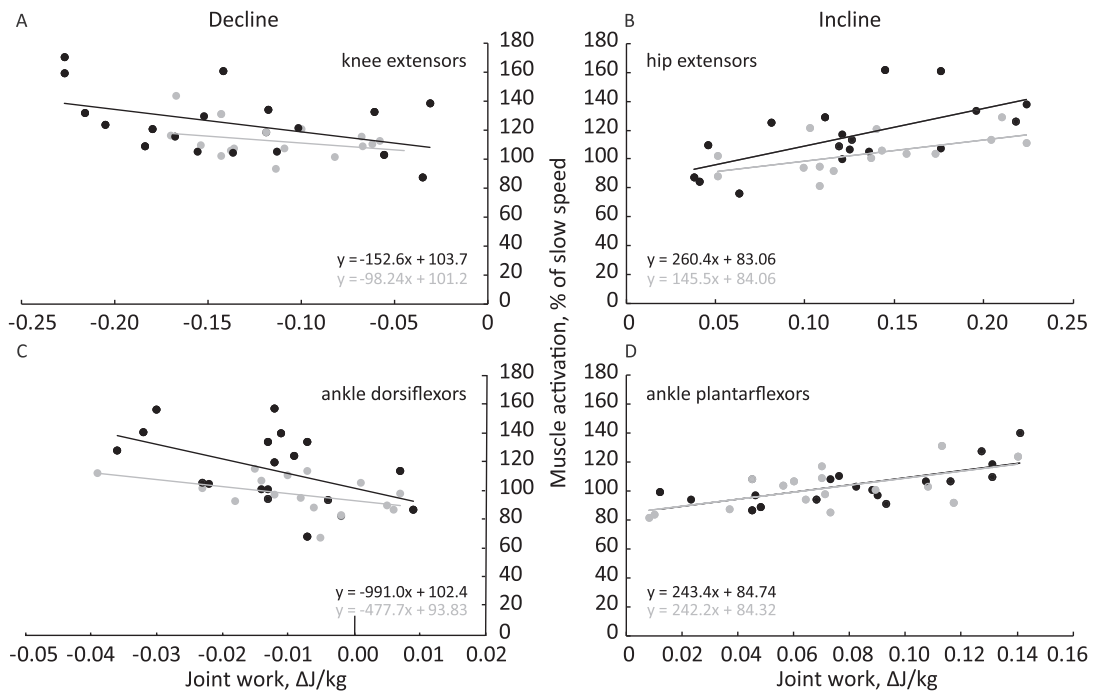 A
Decline
B
Incline
knee extensors
hip extensors
180
160
140
120
100
80
60
40
20
0
180
160
140
120
100
80
60
40
20
0
y =-152.6x + 103.7
y =-98.24x + 101.2
y = 260.4x + 83.06
y = 145.5x + 84.06
-0.25 -0.20 -0.15 -0.10 -0.05 0
0 0.05 0.10 0.15 0.20 0.25
Muscle activation, % of slow speed
C
D
ankle dorsiflexors
ankle plantarflexors
180
160
140
120
100
80
60
40
20
0
180
160
140
120
100
80
60
40
20
0
y = -991.0x + 102.4
y = -477.7x + 93.83
y = 243.4x + 84.74
y = 242.2x + 84.32
-0.05 -0.04 -0.03 -0.02 -0.01 0.00 0.01 0.02
0 0.02 0.04 0.06 0.08 0.10 0.12 0.14 0.16
Joint work, ΔJ/kg
Joint work, ΔJ/kg